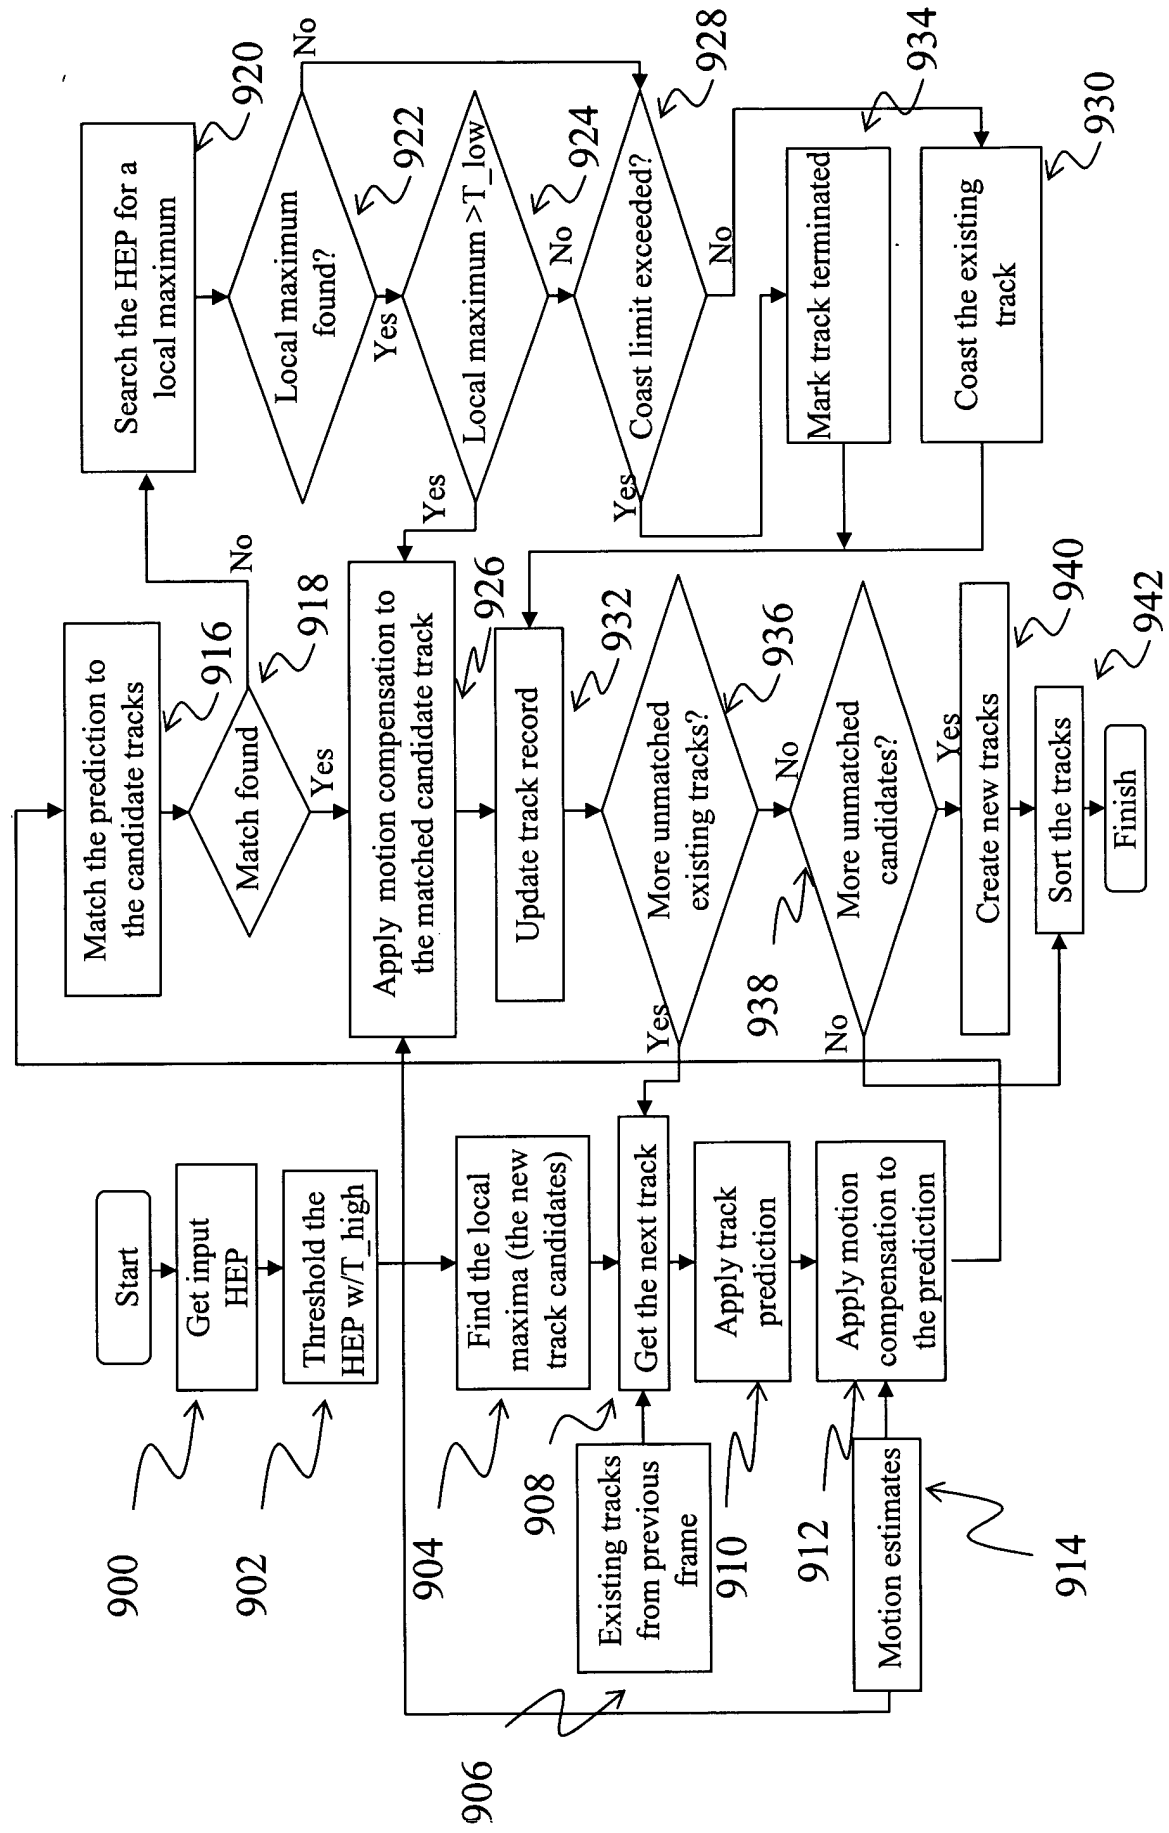 Start
Get input
HEP
900
Threshold the
HEP w/T_high
902
Find the local
maxima (the new
track candidates)
904
Existing tracks
from previous
frame
906
Get the next track
908
Apply track
prediction
910
Apply motion
compensation to
the prediction
912
Motion estimates
914
Match the prediction to
the candidate tracks
916
Match found
918
No
Yes
Search the HEP for a
local maximum
920
Local maximum
found?
922
No
Yes
Local maximum >T_low
924
Yes
No
Apply motion compensation to
the matched candidate track
926
Coast limit exceeded?
928
Yes
No
Mark track terminated
934
Coast the existing
track
930
Update track record
932
More unmatched
existing tracks?
936
Yes
No
More unmatched
candidates?
938
No
Yes
Create new tracks
940
Sort the tracks
942
Finish